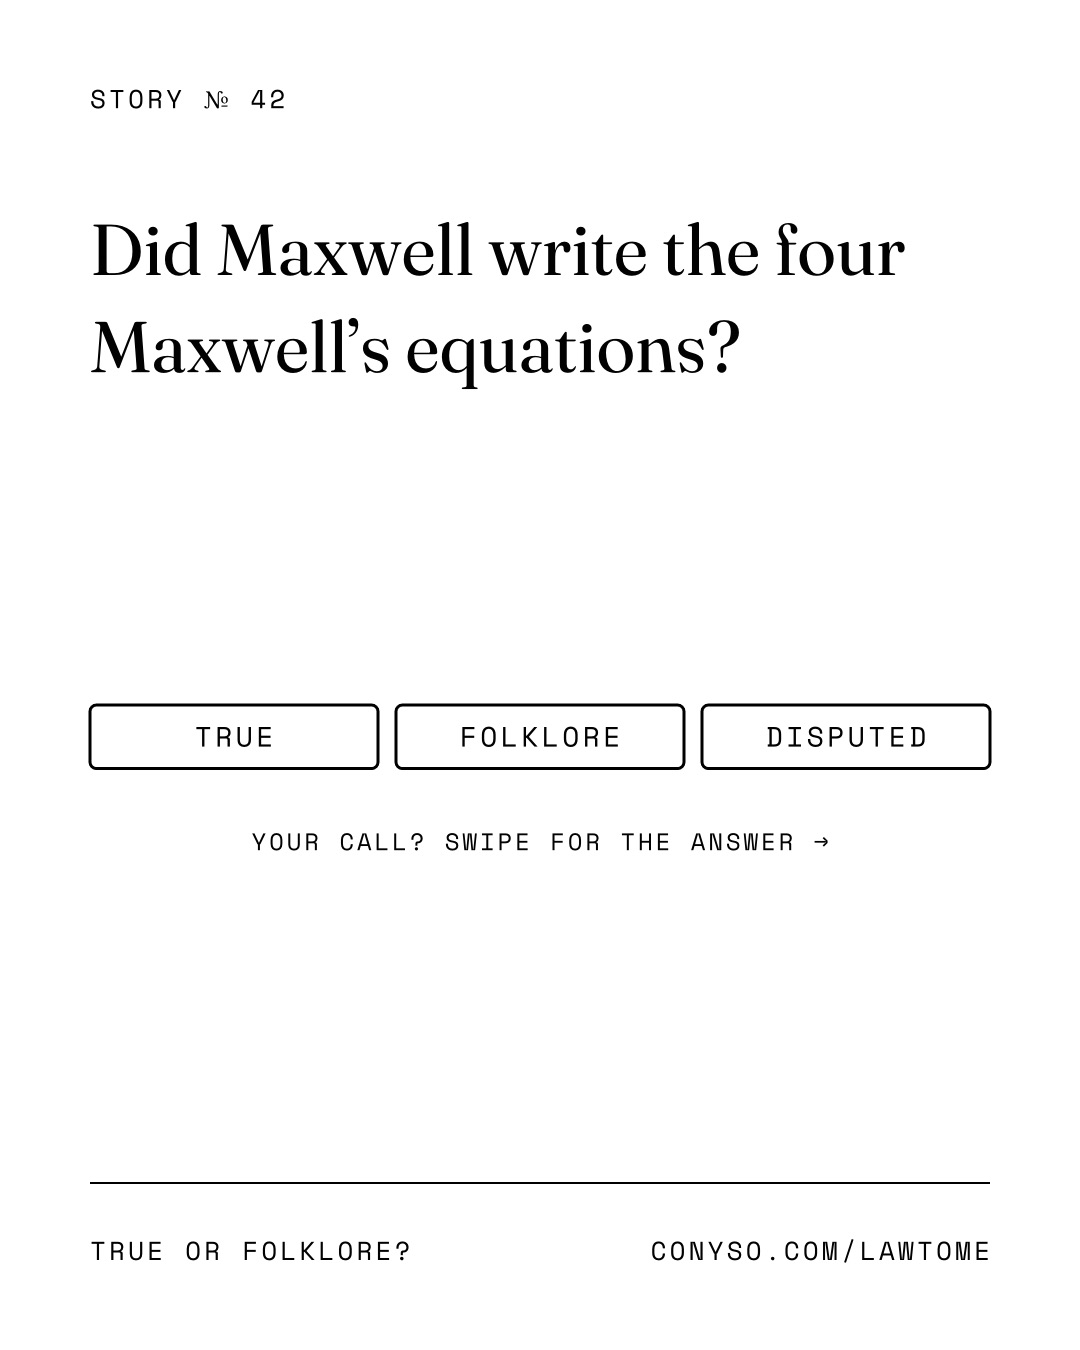 STORY № 42
Did Maxwell write the four
Maxwell’s equations?
TRUE
FOLKLORE
DISPUTED
YOUR CALL? SWIPE FOR THE ANSWER →
TRUE OR FOLKLORE?
CONYSO.COM/LAWTOME